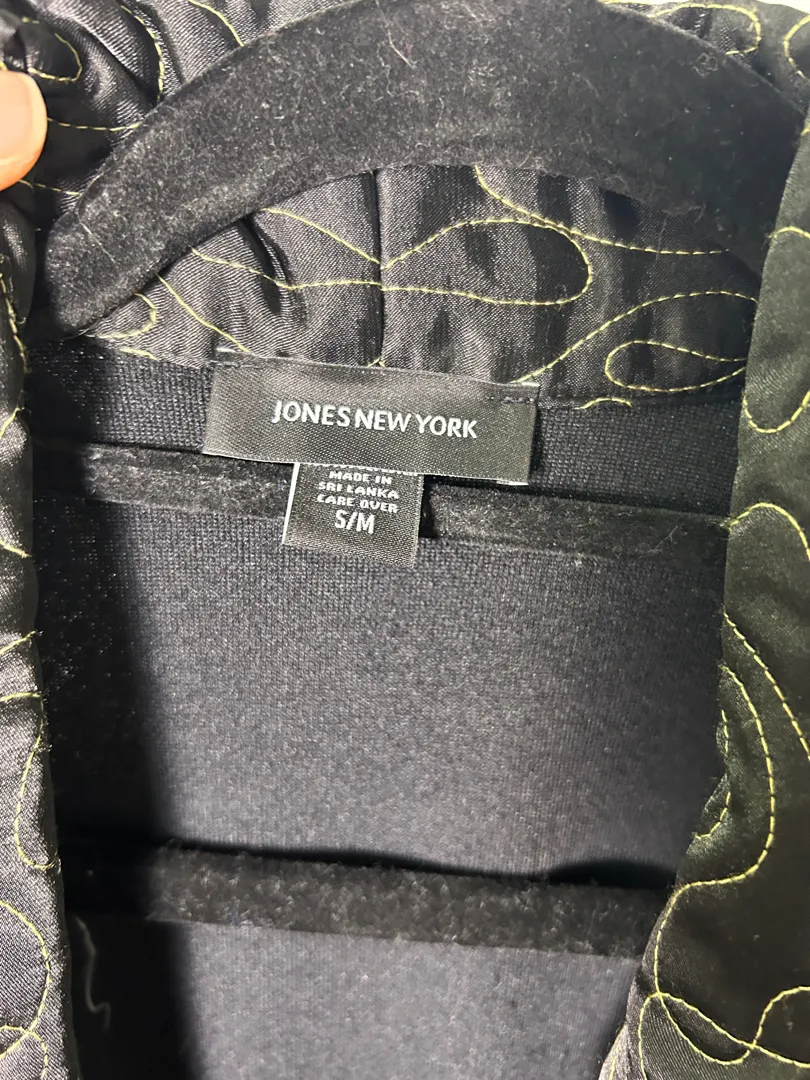 JONES NEW YORK
MADE IN
SRI LANKA
CARE OVER
S/M